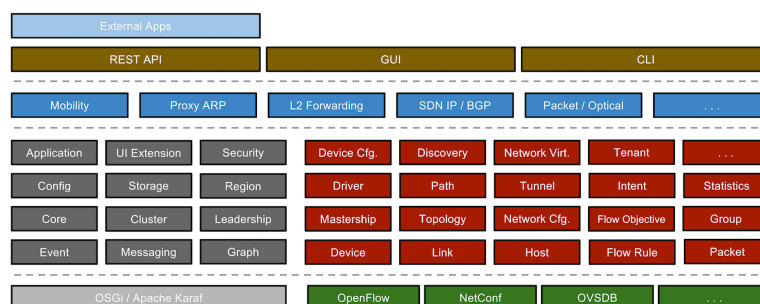 External Apps
REST API GUI CLI
Mobility Proxy ARP L2 Forwarding SDN IP / BGP Packet / Optical . . .
Application UI Extension Security Device Cfg. Discovery Network Virt. Tenant . . .
Config Storage Region Driver Path Tunnel Intent Statistics
Core Cluster Leadership Mastership Topology Network Cfg. Flow Objective Group
Event Messaging Graph Device Link Host Flow Rule Packet
OSGi / Apache Karaf OpenFlow NetConf OVSDB . . .